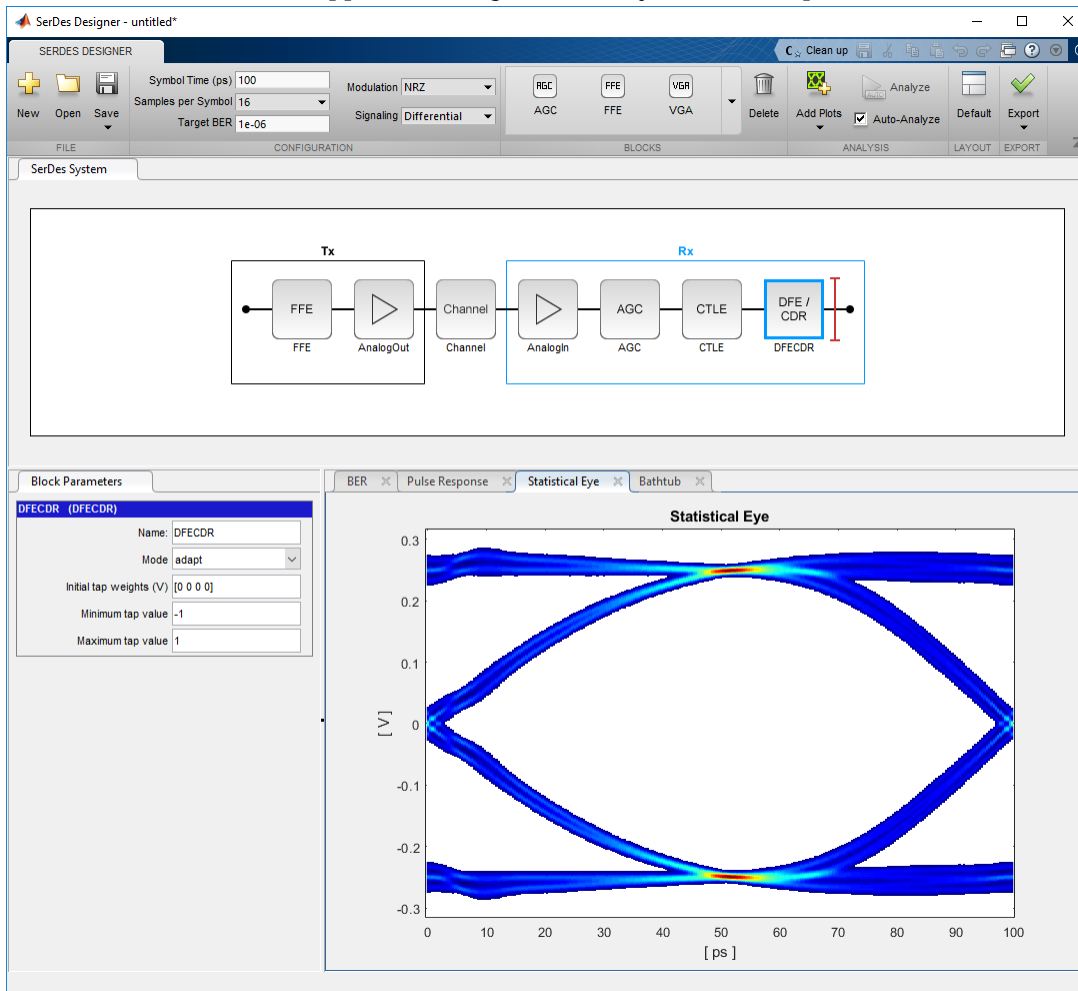 SerDes Designer - untitled*
SERDES DESIGNER
Clean up
New
Open
Save
Symbol Time (ps) 100
Samples per Symbol 16
Target BER 1e-06
Modulation NRZ
Signaling Differential
AGC
AGC
FFE
FFE
VGA
VGA
Delete
Add Plots
AUTO
Analyze
Auto-Analyze
Default
Export
FILE
CONFIGURATION
BLOCKS
ANALYSIS
LAYOUT
EXPORT
SerDes System
Tx
Rx
FFE
Channel
AGC
CTLE
DFE /
CDR
FFE
AnalogOut
Channel
AnalogIn
AGC
CTLE
DFECDR
Block Parameters
DFECDR (DFECDR)
Name: DFECDR
Mode adapt
Initial tap weights (V) [0 0 0 0]
Minimum tap value -1
Maximum tap value 1
BER
Pulse Response
Statistical Eye
Bathtub
Statistical Eye
0.3
0.2
0.1
0
-0.1
-0.2
-0.3
[ V ]
0 10 20 30 40 50 60 70 80 90 100
[ ps ]